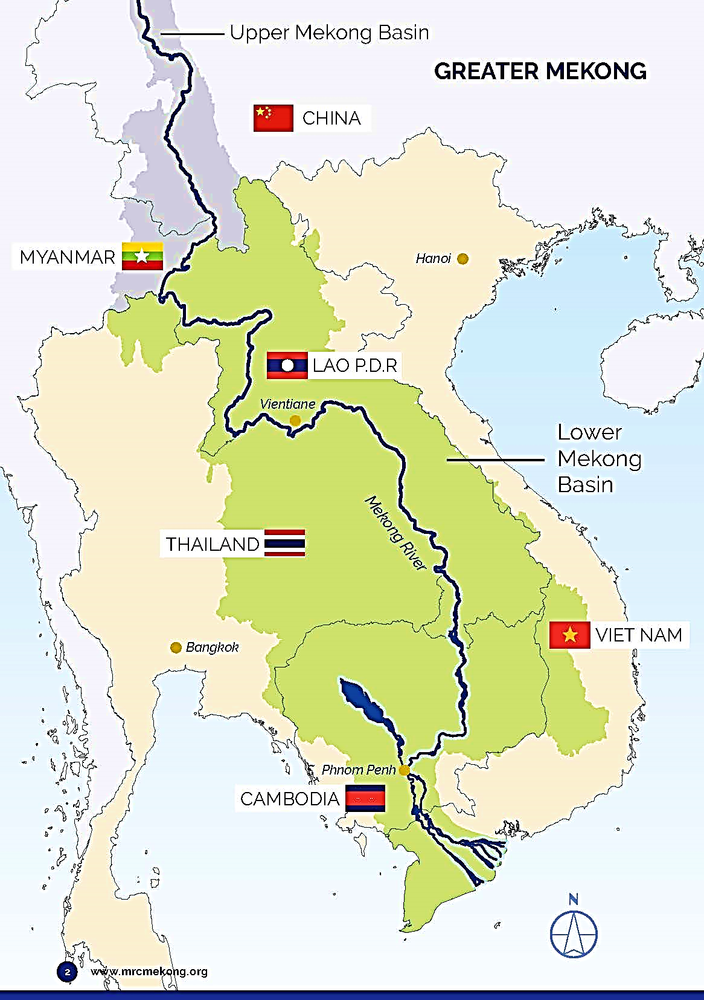 Upper Mekong Basin
GREATER MEKONG
CHINA
MYANMAR
Hanoi
LAO P.D.R
Vientiane
Lower
Mekong
Basin
Mekong River
THAILAND
VIET NAM
Bangkok
Phnom Penh
CAMBODIA
N
2 www.mrcmekong.org